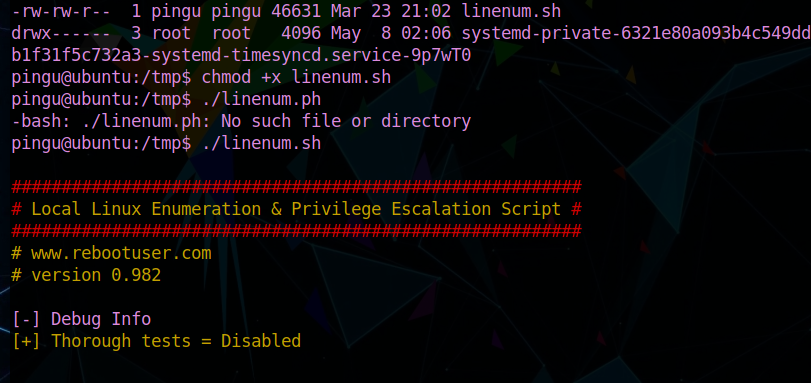 -rw-rw-r--  1 pingu pingu 46631 Mar 23 21:02 linenum.sh
drwx------  3 root  root   4096 May  8 02:06 systemd-private-6321e80a093b4c549dd
b1f31f5c732a3-systemd-timesyncd.service-9p7wT0
pingu@ubuntu:/tmp$ chmod +x linenum.sh
pingu@ubuntu:/tmp$ ./linenum.ph
-bash: ./linenum.ph: No such file or directory
pingu@ubuntu:/tmp$ ./linenum.sh
#########################################################
# Local Linux Enumeration & Privilege Escalation Script #
#########################################################
# www.rebootuser.com
# version 0.982
[-] Debug Info
[+] Thorough tests = Disabled